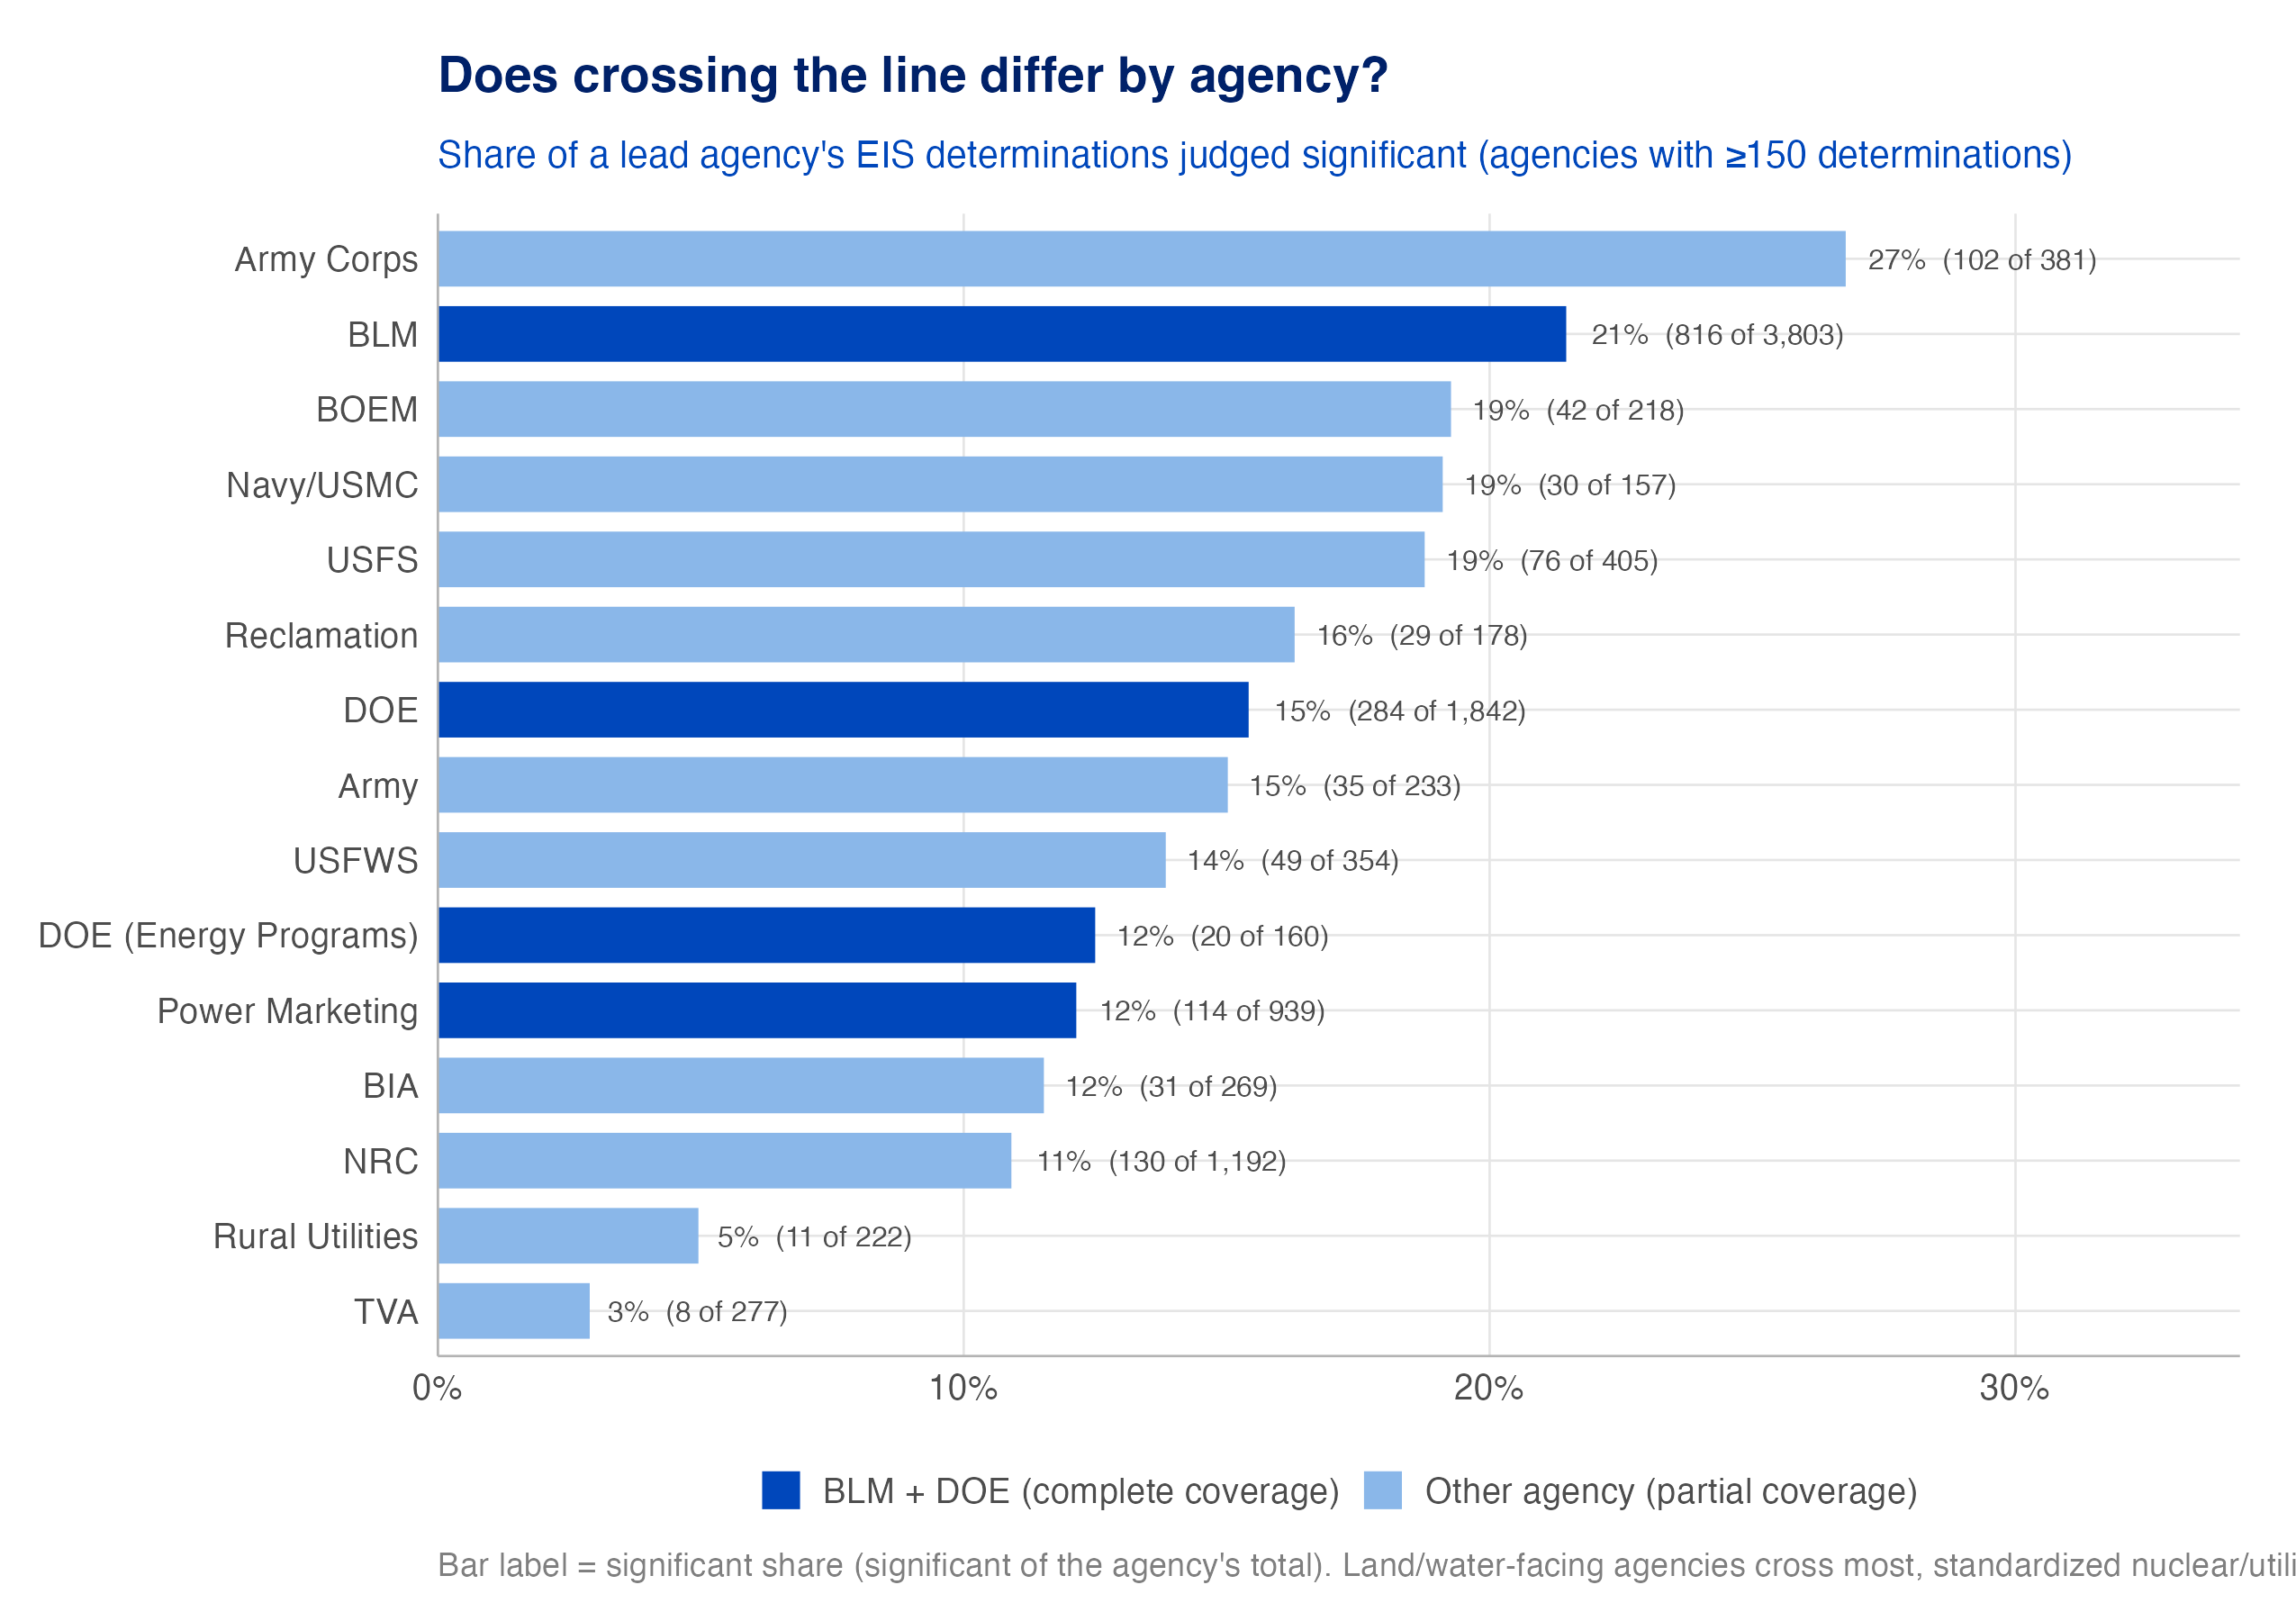 Does crossing the line differ by agency?
Share of a lead agency's EIS determinations judged significant (agencies with ≥150 determinations)
Army Corps 27% (102 of 381)
BLM 21% (816 of 3,803)
BOEM 19% (42 of 218)
Navy/USMC 19% (30 of 157)
USFS 19% (76 of 405)
Reclamation 16% (29 of 178)
DOE 15% (284 of 1,842)
Army 15% (35 of 233)
USFWS 14% (49 of 354)
DOE (Energy Programs) 12% (20 of 160)
Power Marketing 12% (114 of 939)
BIA 12% (31 of 269)
NRC 11% (130 of 1,192)
Rural Utilities 5% (11 of 222)
TVA 3% (8 of 277)
0% 10% 20% 30%
BLM + DOE (complete coverage) Other agency (partial coverage)
Bar label = significant share (significant of the agency's total). Land/water-facing agencies cross most, standardized nuclear/utili